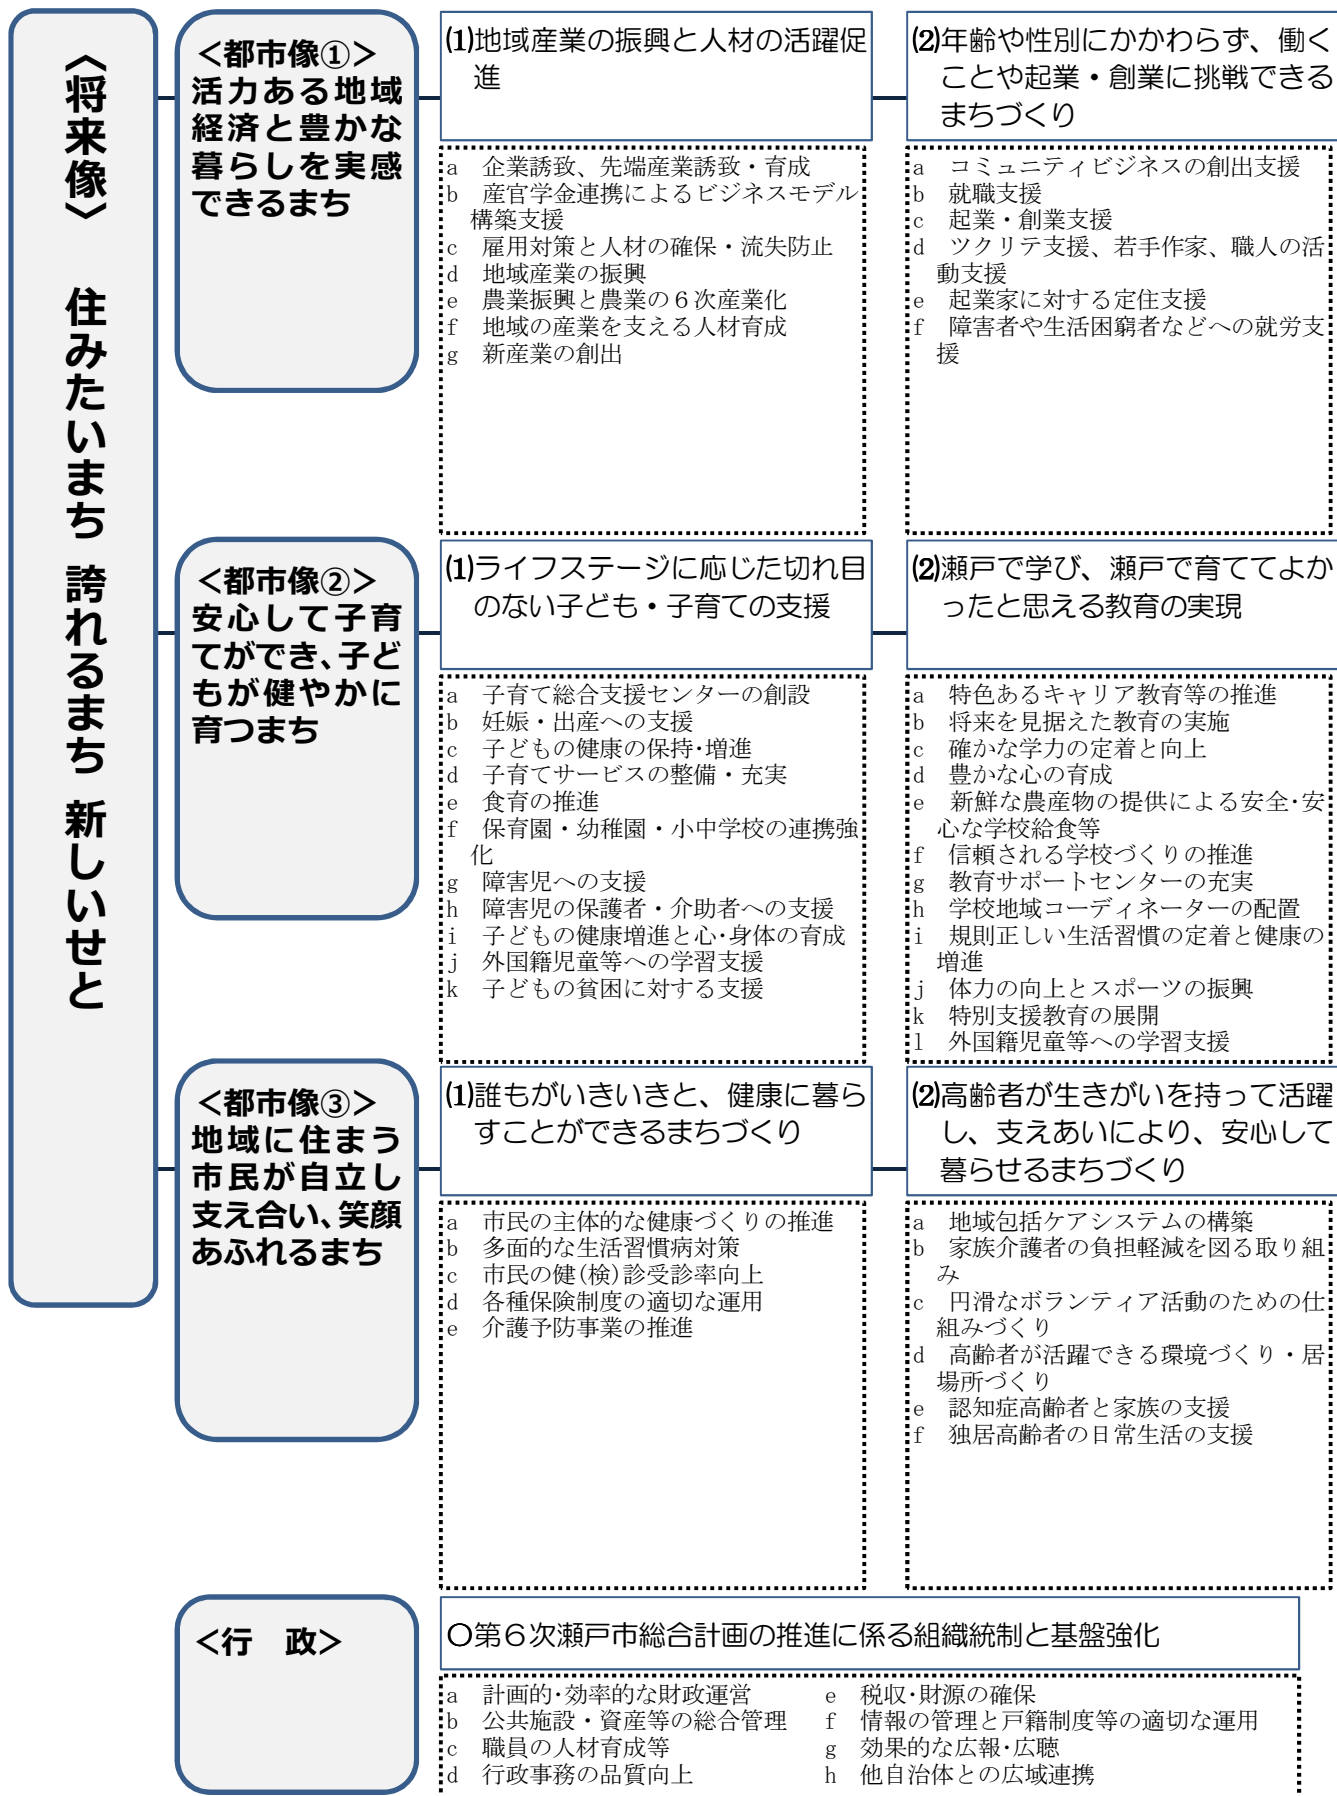 〈将来像〉 住みたいまち 誇れるまち 新しいせと
＜都市像①＞
活力ある地域
経済と豊かな
暮らしを実感
できるまち
⑴地域産業の振興と人材の活躍促
進
a 企業誘致、先端産業誘致・育成
b 産官学金連携によるビジネスモデル
構築支援
c 雇用対策と人材の確保・流失防止
d 地域産業の振興
e 農業振興と農業の６次産業化
f 地域の産業を支える人材育成
g 新産業の創出
⑵年齢や性別にかかわらず、働く
ことや起業・創業に挑戦できる
まちづくり
a コミュニティビジネスの創出支援
b 就職支援
c 起業・創業支援
d ツクリテ支援、若手作家、職人の活
動支援
e 起業家に対する定住支援
f 障害者や生活困窮者などへの就労支
援
＜都市像②＞
安心して子育
てができ、子ど
もが健やかに
育つまち
⑴ライフステージに応じた切れ目
のない子ども・子育ての支援
a 子育て総合支援センターの創設
b 妊娠・出産への支援
c 子どもの健康の保持・増進
d 子育てサービスの整備・充実
e 食育の推進
f 保育園・幼稚園・小中学校の連携強
化
g 障害児への支援
h 障害児の保護者・介助者への支援
i 子どもの健康増進と心・身体の育成
j 外国籍児童等への学習支援
k 子どもの貧困に対する支援
⑵瀬戸で学び、瀬戸で育ててよか
ったと思える教育の実現
a 特色あるキャリア教育等の推進
b 将来を見据えた教育の実施
c 確かな学力の定着と向上
d 豊かな心の育成
e 新鮮な農産物の提供による安全・安
心な学校給食等
f 信頼される学校づくりの推進
g 教育サポートセンターの充実
h 学校地域コーディネーターの配置
i 規則正しい生活習慣の定着と健康の
増進
j 体力の向上とスポーツの振興
k 特別支援教育の展開
l 外国籍児童等への学習支援
＜都市像③＞
地域に住まう
市民が自立し
支え合い、笑顔
あふれるまち
⑴誰もがいきいきと、健康に暮ら
すことができるまちづくり
a 市民の主体的な健康づくりの推進
b 多面的な生活習慣病対策
c 市民の健(検)診受診率向上
d 各種保険制度の適切な運用
e 介護予防事業の推進
⑵高齢者が生きがいを持って活躍
し、支えあいにより、安心して
暮らせるまちづくり
a 地域包括ケアシステムの構築
b 家族介護者の負担軽減を図る取り組
み
c 円滑なボランティア活動のための仕
組みづくり
d 高齢者が活躍できる環境づくり・居
場所づくり
e 認知症高齢者と家族の支援
f 独居高齢者の日常生活の支援
＜行　政＞
〇第６次瀬戸市総合計画の推進に係る組織統制と基盤強化
a 計画的・効率的な財政運営
b 公共施設・資産等の総合管理
c 職員の人材育成等
d 行政事務の品質向上
e 税収・財源の確保
f 情報の管理と戸籍制度等の適切な運用
g 効果的な広報・広聴
h 他自治体との広域連携